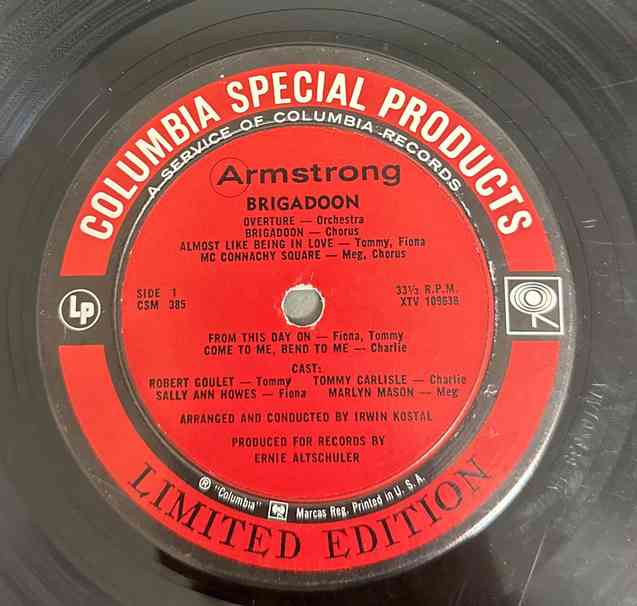 COLUMBIA SPECIAL PRODUCTS
A SERVICE OF COLUMBIA RECORDS
Armstrong
BRIGADOON
OVERTURE — Orchestra
BRIGADOON — Chorus
ALMOST LIKE BEING IN LOVE — Tommy, Fiona
MC CONNACHY SQUARE — Meg, Chorus
SIDE 1
CSM 385
33⅓ R.P.M.
XTV 109636
Lp
FROM THIS DAY ON — Fiona, Tommy
COME TO ME, BEND TO ME — Charlie
CAST:
ROBERT GOULET — Tommy TOMMY CARLISLE — Charlie
SALLY ANN HOWES — Fiona MARLYN MASON — Meg
ARRANGED AND CONDUCTED BY IRWIN KOSTAL
PRODUCED FOR RECORDS BY
ERNIE ALTSCHULER
® "Columbia" Marcas Reg. Printed in U. S. A.
LIMITED EDITION